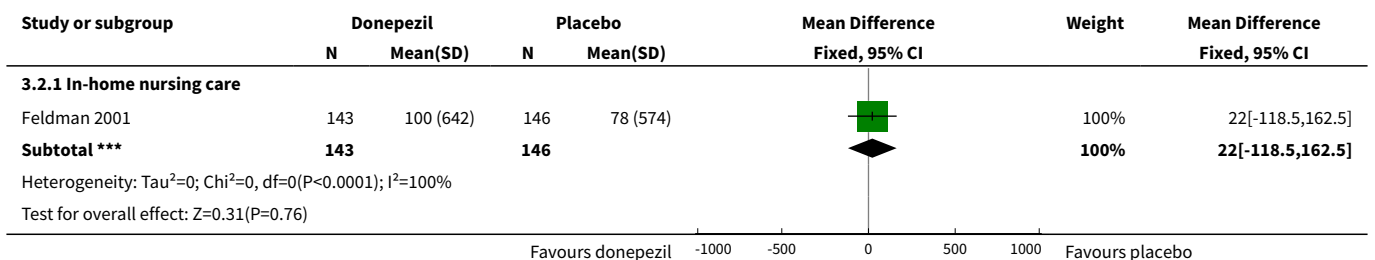 Study or subgroup Donepezil Placebo Mean Difference Weight Mean Difference
N Mean(SD) N Mean(SD) Fixed, 95% CI Fixed, 95% CI
3.2.1 In-home nursing care
Feldman 2001 143 100 (642) 146 78 (574) 100% 22[-118.5,162.5]
Subtotal *** 143 146 100% 22[-118.5,162.5]
Heterogeneity: Tau²=0; Chi²=0, df=0(P<0.0001); I²=100%
Test for overall effect: Z=0.31(P=0.76)
Favours donepezil -1000 -500 0 500 1000 Favours placebo